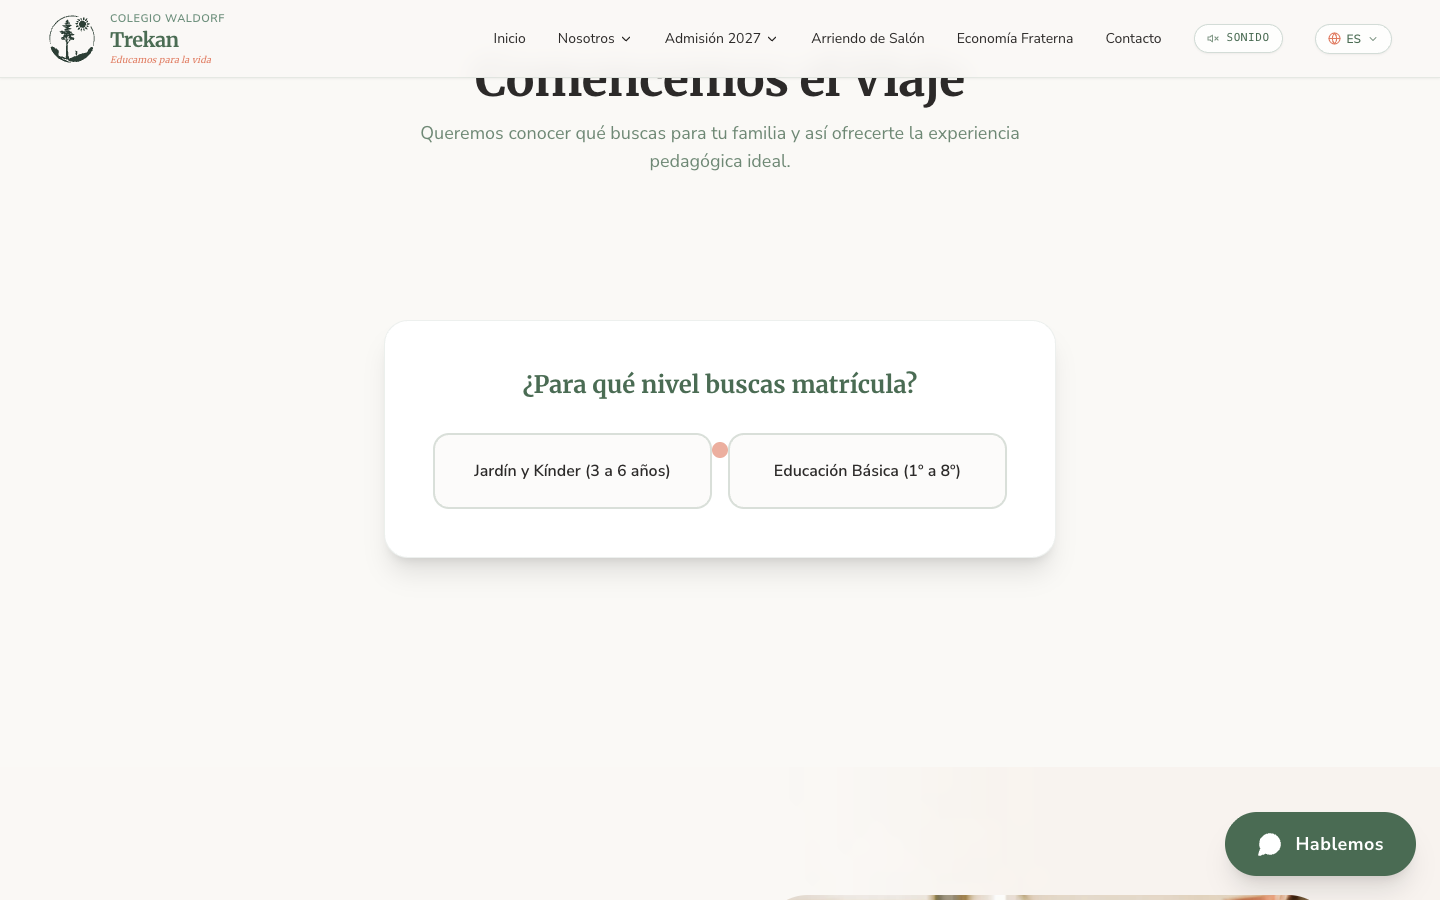 COLEGIO WALDORF
Trekan
Educamos para la vida
Inicio
Nosotros
Admisión 2027
Arriendo de Salón
Economía Fraterna
Contacto
SONIDO
ES
Comencemos el Viaje
Queremos conocer qué buscas para tu familia y así ofrecerte la experiencia
pedagógica ideal.
¿Para qué nivel buscas matrícula?
Jardín y Kínder (3 a 6 años)
Educación Básica (1º a 8º)
Hablemos